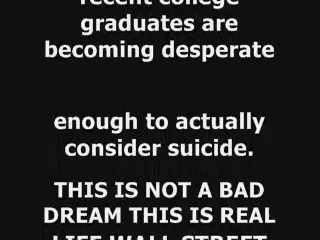 recent college
graduates are
becoming desperate
enough to actually
consider suicide.
THIS IS NOT A BAD
DREAM THIS IS REAL
LIFE WALL STREET